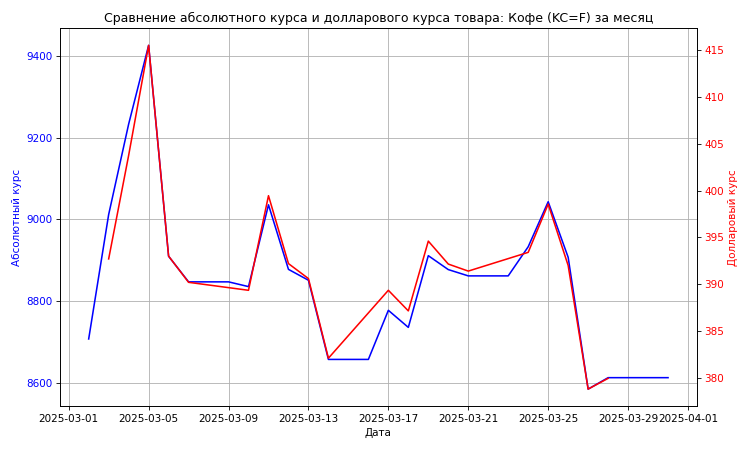 Сравнение абсолютного курса и долларового курса товара: Кофе (KC=F) за месяц
Абсолютный курс
9400
9200
9000
8800
8600
415
410
405
400
395
390
385
380
Долларовый курс
2025-03-01 2025-03-05 2025-03-09 2025-03-13 2025-03-17 2025-03-21 2025-03-25 2025-03-29 2025-04-01
Дата